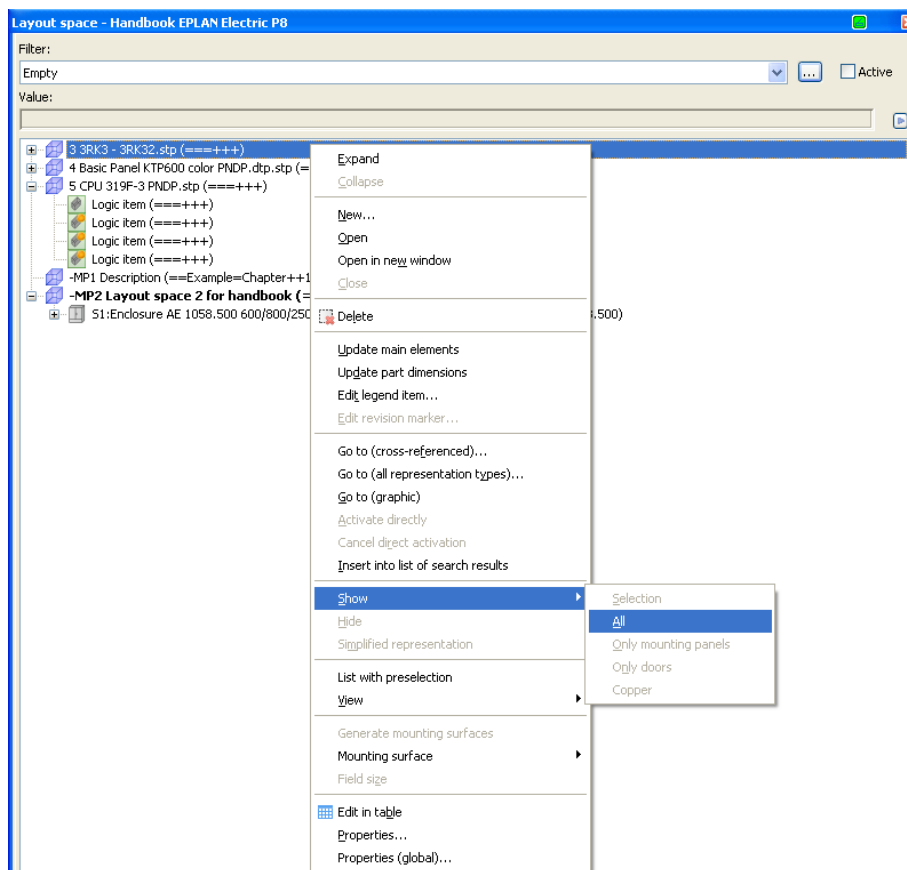 Layout space - Handbook EPLAN Electric P8
Filter:
Empty
...
Active
Value:
3 3RK3 - 3RK32.stp (===+++)
4 Basic Panel KTP600 color PNDP.dtp.stp (=
5 CPU 319F-3 PNDP.stp (===+++)
Logic item (===+++)
Logic item (===+++)
Logic item (===+++)
Logic item (===+++)
-MP1 Description (==Example=Chapter++1
-MP2 Layout space 2 for handbook (=
S1:Enclosure AE 1058.500 600/800/250 .500)
Expand
Collapse
New...
Open
Open in new window
Close
Delete
Update main elements
Update part dimensions
Edit legend item...
Edit revision marker...
Go to (cross-referenced)...
Go to (all representation types)...
Go to (graphic)
Activate directly
Cancel direct activation
Insert into list of search results
Show
Hide
Simplified representation
List with preselection
View
Generate mounting surfaces
Mounting surface
Field size
Edit in table
Properties...
Properties (global)...
Selection
All
Only mounting panels
Only doors
Copper